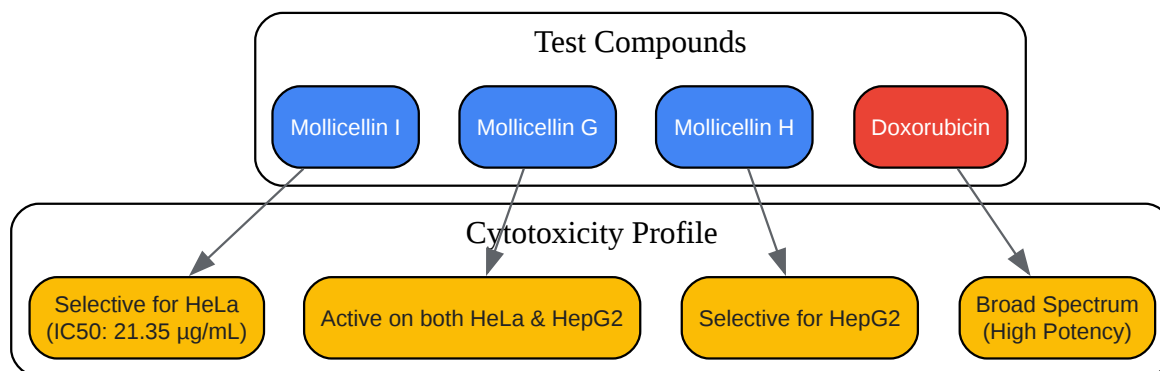 Test Compounds
Mollicellin I
Mollicellin G
Mollicellin H
Doxorubicin
Cytotoxicity Profile
Selective for HeLa
(IC50: 21.35 µg/mL)
Active on both HeLa & HepG2
Selective for HepG2
Broad Spectrum
(High Potency)